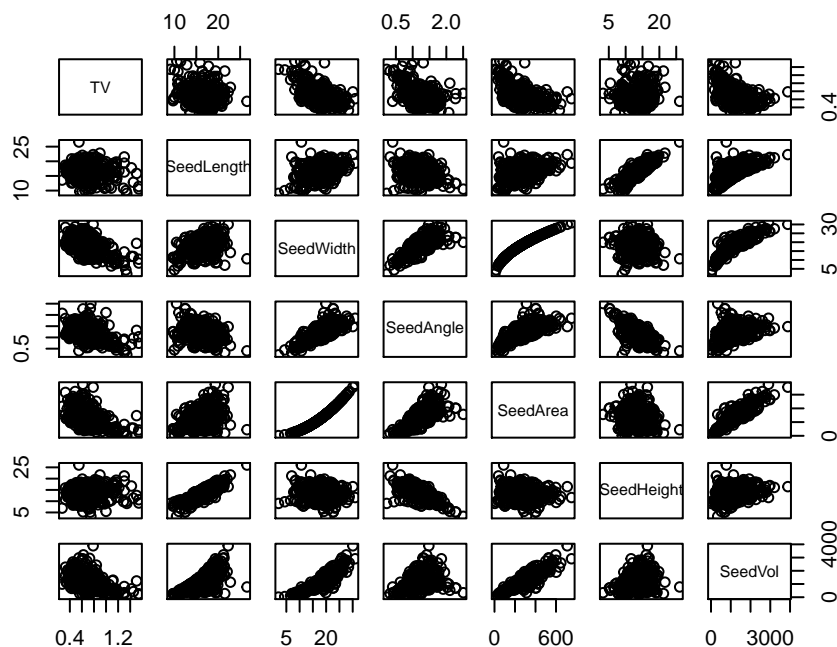 10 20 0.5 2.0 5 20
TV 0.4
10 25 SeedLength
SeedWidth 5 30
0.5 SeedAngle
SeedArea 0
5 25 SeedHeight
SeedVol 0 4000
0.4 1.2 5 20 0 600 0 3000